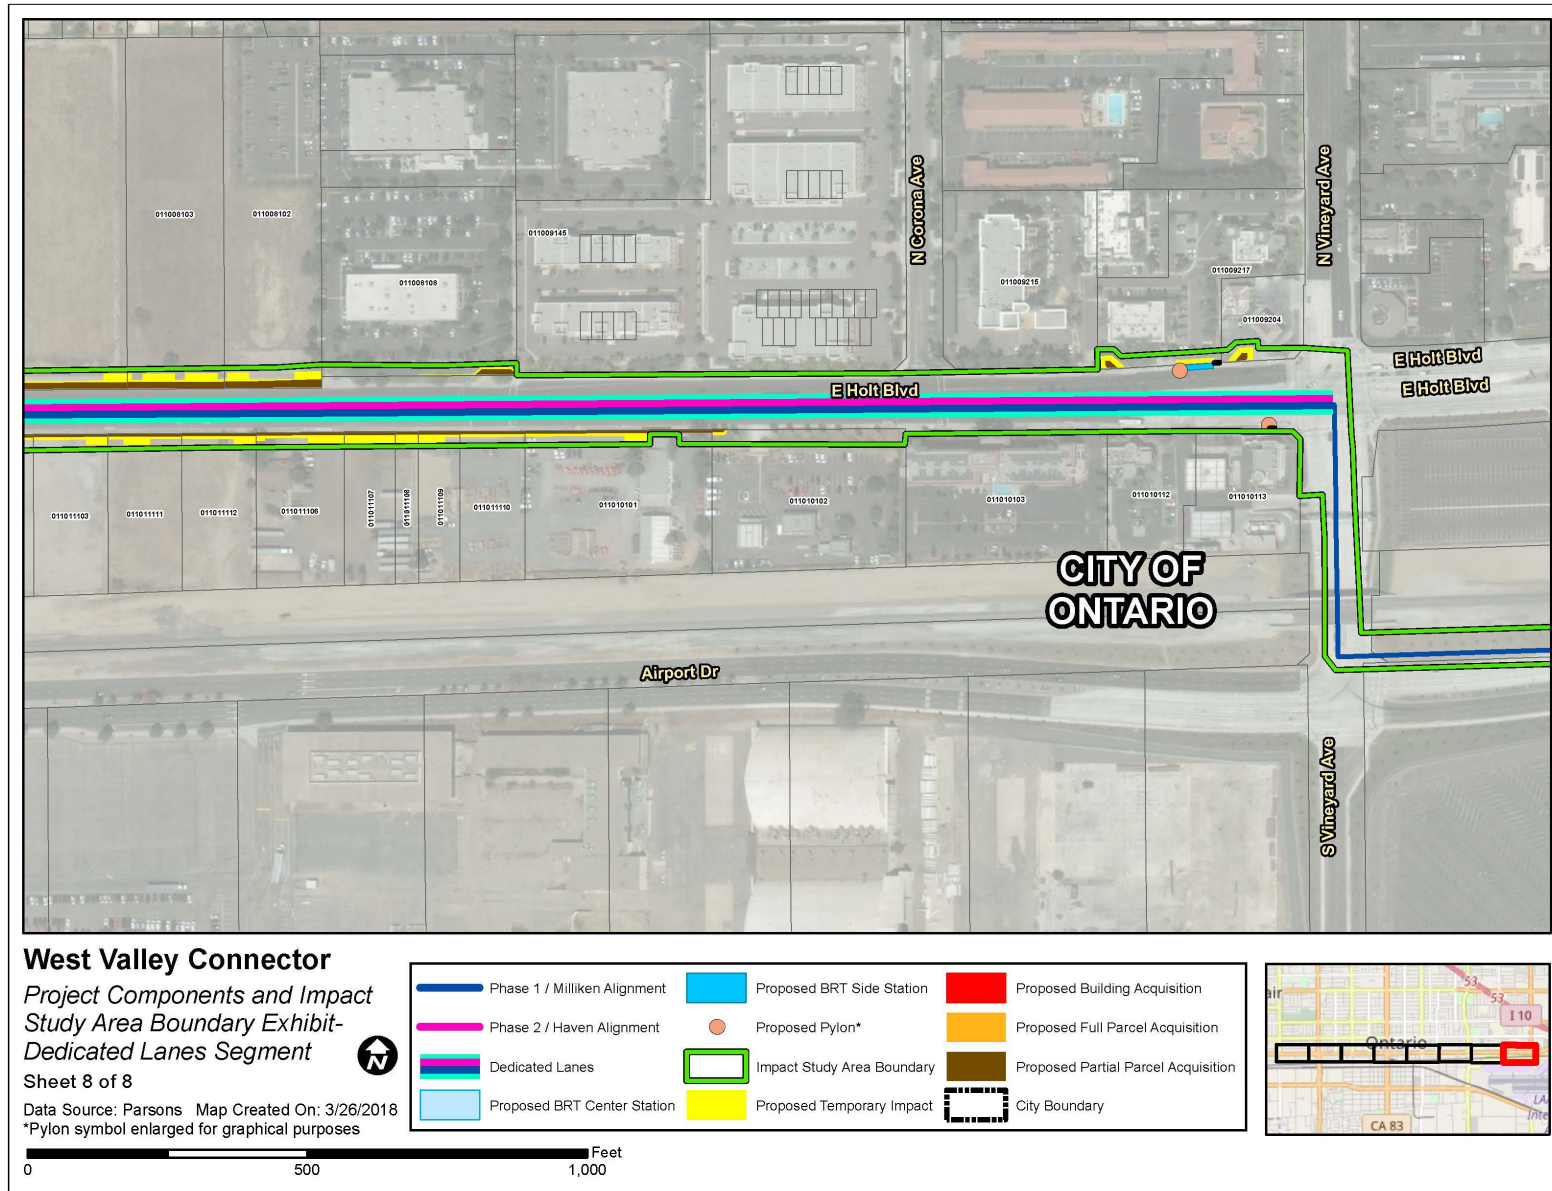 011008103
011008102
011009145
011008108
N Corona Ave
011009215
011009217
011009204
N Vineyard Ave
E Holt Blvd
E Holt Blvd
E Holt Blvd
011011103
011011111
011011112
011011106
011011107
011011108
011011109
011011110
011010101
011010102
011010103
011010112
011010113
CITY OF
ONTARIO
Airport Dr
S Vineyard Ave
West Valley Connector
Project Components and Impact
Study Area Boundary Exhibit-
Dedicated Lanes Segment
N
Sheet 8 of 8
Data Source: Parsons Map Created On: 3/26/2018
*Pylon symbol enlarged for graphical purposes
Feet
0 500 1,000
Phase 1 / Milliken Alignment
Phase 2 / Haven Alignment
Dedicated Lanes
Proposed BRT Center Station
Proposed BRT Side Station
Proposed Pylon*
Impact Study Area Boundary
Proposed Temporary Impact
Proposed Building Acquisition
Proposed Full Parcel Acquisition
Proposed Partial Parcel Acquisition
City Boundary
air
53
53
I 10
Ontario
LA
Inte
CA 83